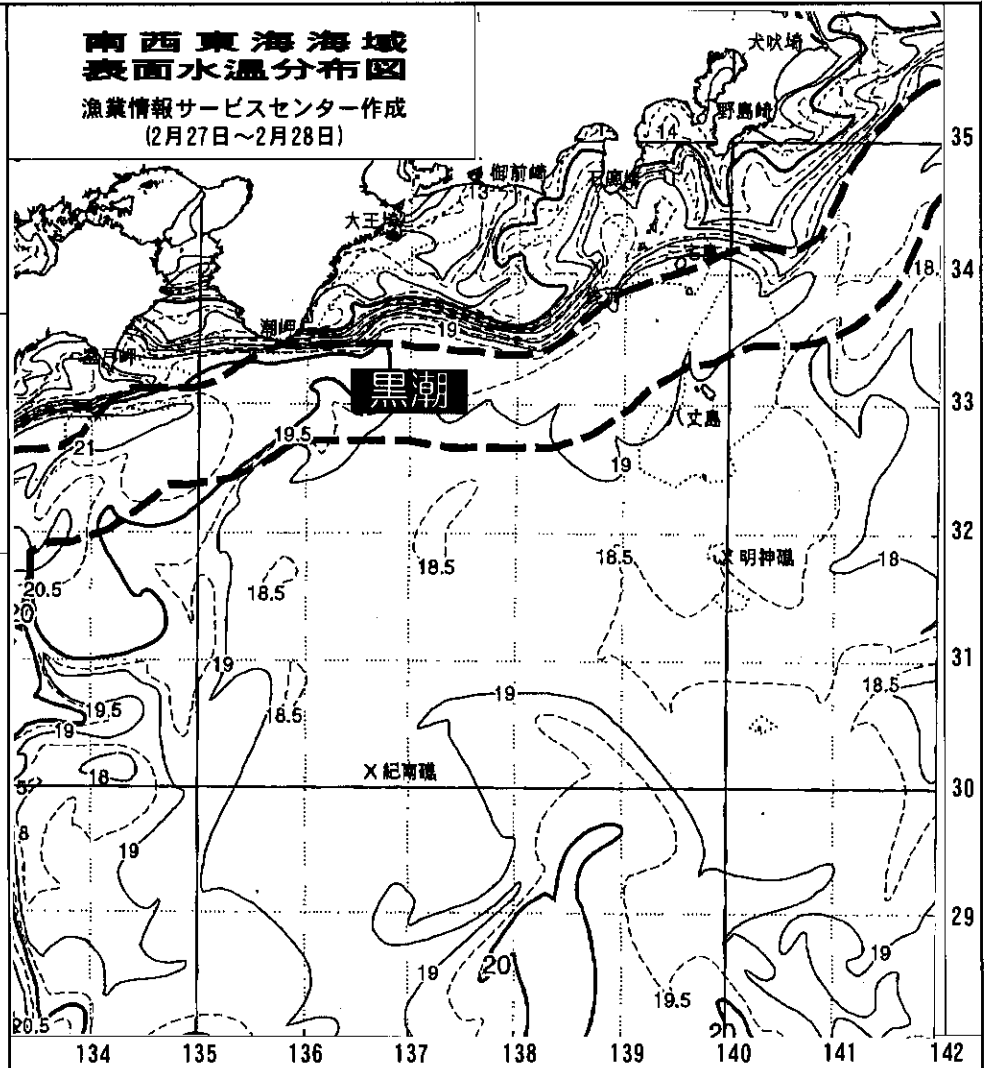 南西東海海域
表面水温分布図
漁業情報サービスセンター作成
(2月27日~2月28日)
犬吠埼
野島崎
14
35
御前崎
石廊崎
13
大王埼
34
18.
潮岬
19
室戸岬
黒潮
33
八丈島
19.5
21
19
32
18.5
18.5
18.5
明神礁
18
20.5
20
31
19
18.5
19
18.5
19.5
19
18
X 紀南礁
30
8
19
29
19
20
19
19.5
20.5
20
134
135
136
137
138
139
140
141
142